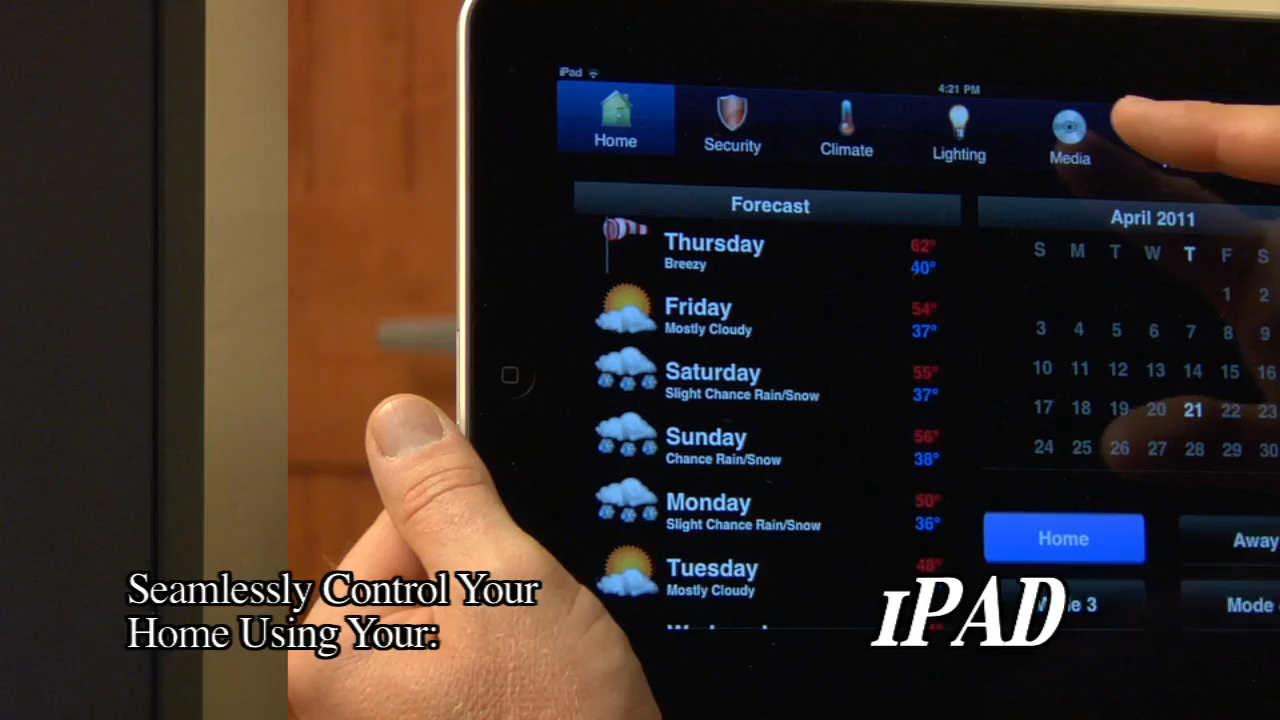 iPad
4:21 PM
Home
Security
Climate
Lighting
Media
Forecast
Thursday
Breezy
62°
40°
Friday
Mostly Cloudy
54°
37°
Saturday
Slight Chance Rain/Snow
55°
37°
Sunday
Chance Rain/Snow
56°
38°
Monday
Slight Chance Rain/Snow
50°
36°
Tuesday
Mostly Cloudy
48°
April 2011
S M T W T F S
1 2
3 4 5 6 7 8 9
10 11 12 13 14 15 16
17 18 19 20 21 22 23
24 25 26 27 28 29 30
Home
Away
3
Mode
Seamlessly Control Your
Home Using Your:
iPAD